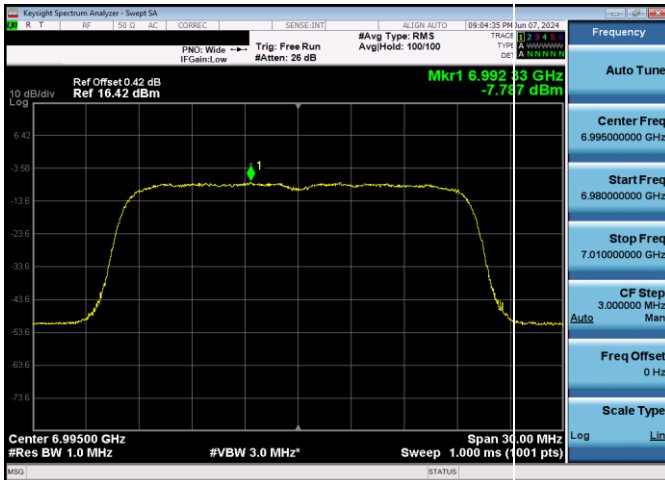 Keysight Spectrum Analyzer - Swept SA
R T RF 50 Ω AC CORREC SENSE:INT ALIGN AUTO 09:04:35 PM Jun 07, 2024
PNO: Wide
IFGain:Low
Trig: Free Run
#Atten: 26 dB
#Avg Type: RMS
Avg|Hold: 100/100
TRACE 1 2 3 4 5 6
TYPE A WWWWW
DET A NNNNN
Ref Offset 0.42 dB
Ref 16.42 dBm
10 dB/div
Log
Mkr1 6.992 33 GHz
-7.787 dBm
1
6.42
-3.58
-13.6
-23.6
-33.6
-43.6
-53.6
-63.6
-73.6
Center 6.99500 GHz
Span 30.00 MHz
#Res BW 1.0 MHz
#VBW 3.0 MHz*
Sweep 1.000 ms (1001 pts)
MSG
STATUS
Frequency
Auto Tune
Center Freq
6.995000000 GHz
Start Freq
6.980000000 GHz
Stop Freq
7.010000000 GHz
CF Step
3.000000 MHz
Auto Man
Freq Offset
0 Hz
Scale Type
Log Lin